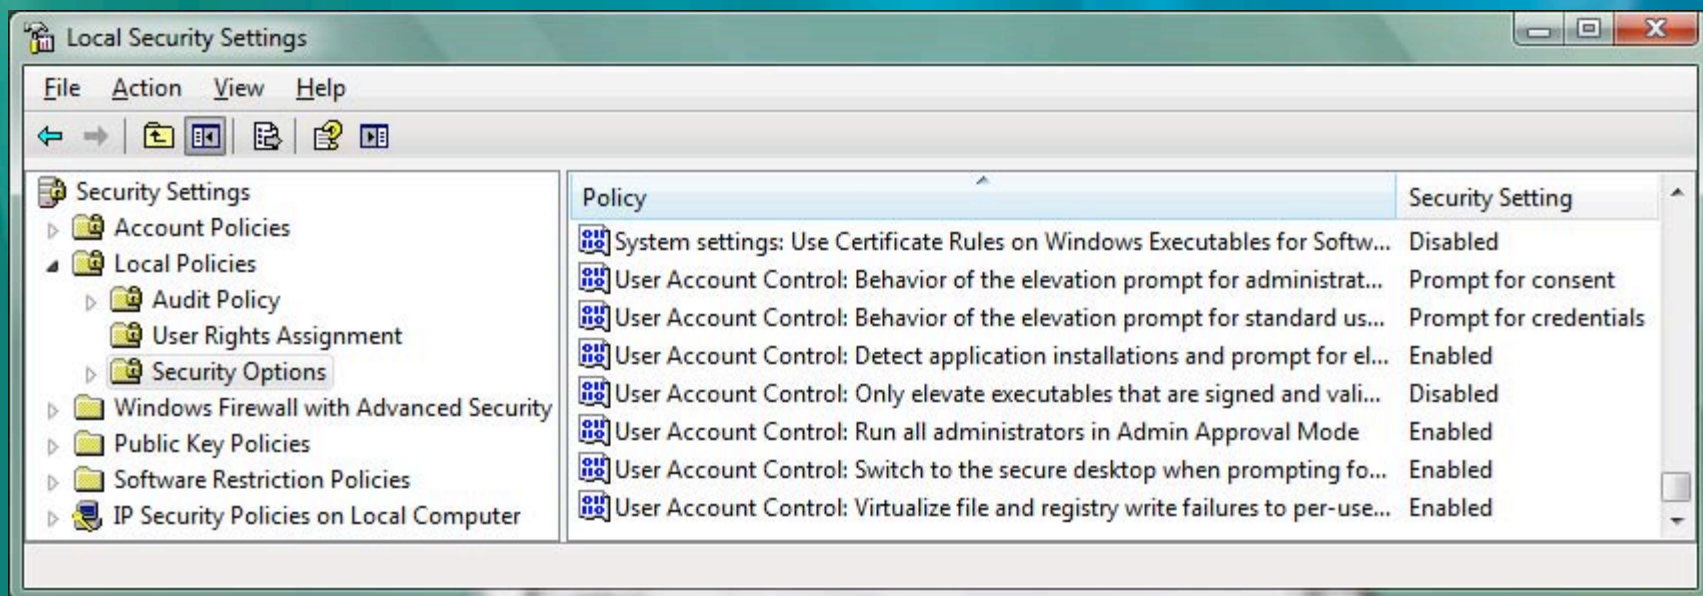 Local Security Settings
File Action View Help
Security Settings
Account Policies
Local Policies
Audit Policy
User Rights Assignment
Security Options
Windows Firewall with Advanced Security
Public Key Policies
Software Restriction Policies
IP Security Policies on Local Computer
Policy Security Setting
System settings: Use Certificate Rules on Windows Executables for Softw... Disabled
User Account Control: Behavior of the elevation prompt for administrat... Prompt for consent
User Account Control: Behavior of the elevation prompt for standard us... Prompt for credentials
User Account Control: Detect application installations and prompt for el... Enabled
User Account Control: Only elevate executables that are signed and vali... Disabled
User Account Control: Run all administrators in Admin Approval Mode Enabled
User Account Control: Switch to the secure desktop when prompting fo... Enabled
User Account Control: Virtualize file and registry write failures to per-use... Enabled